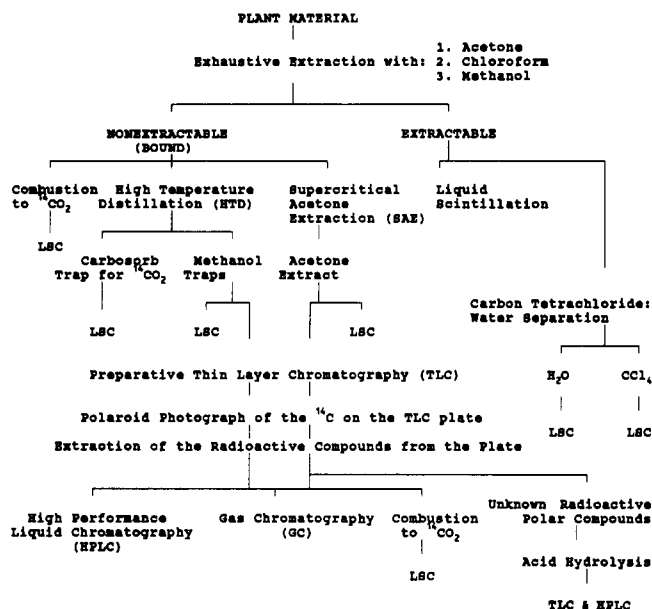 PLANT MATERIAL
Exhaustive Extraction with:
1. Acetone
2. Chloroform
3. Methanol
NONEXTRACTABLE
(BOUND)
EXTRACTABLE
Combustion
to ¹⁴CO₂
High Temperature
Distillation (HTD)
Supercritical
Acetone
Extraction (SAE)
Liquid
Scintillation
LSC
Carbosorb
Trap for ¹⁴CO₂
Methanol
Traps
Acetone
Extract
Carbon Tetrachloride:
Water Separation
LSC
LSC
LSC
Preparative Thin Layer Chromatography (TLC)
H₂O
CCl₄
Polaroid Photograph of the ¹⁴C on the TLC plate
LSC
LSC
Extraction of the Radioactive Compounds from the Plate
High Performance
Liquid Chromatography
(HPLC)
Gas Chromatography
(GC)
Combustion
to ¹⁴CO₂
Unknown Radioactive
Polar Compounds
LSC
Acid Hydrolysis
TLC & HPLC